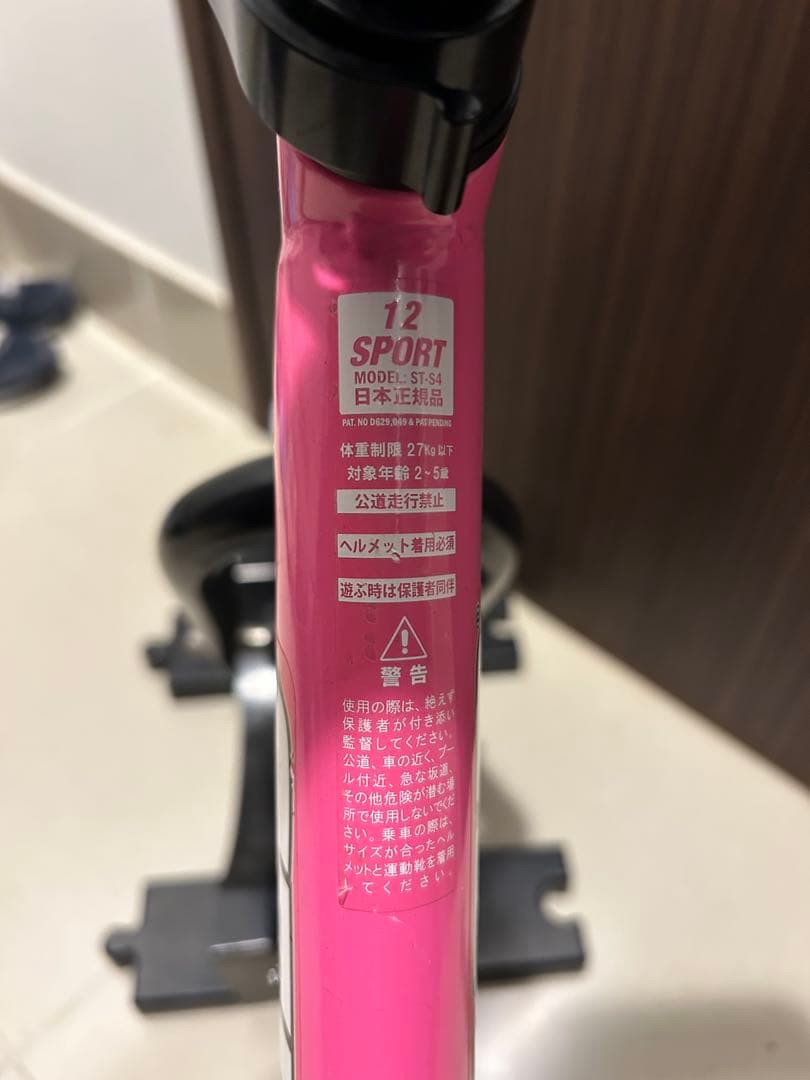 12
SPORT
MODEL: ST-S4
日本正規品
PAT. NO D629,049 & PAT PENDING
体重制限 27Kg以下
対象年齢 2~5歳
公道走行禁止
ヘルメット着用必須
遊ぶ時は保護者同伴
警告
使用の際は、絶えず
保護者が付き添い
監督してください。
公道、車の近く、プー
ル付近、急な坂道、
その他危険が潜む場
所で使用しないでくだ
さい。乗車の際は、
サイズが合ったヘル
メットと運動靴を着用
してください。